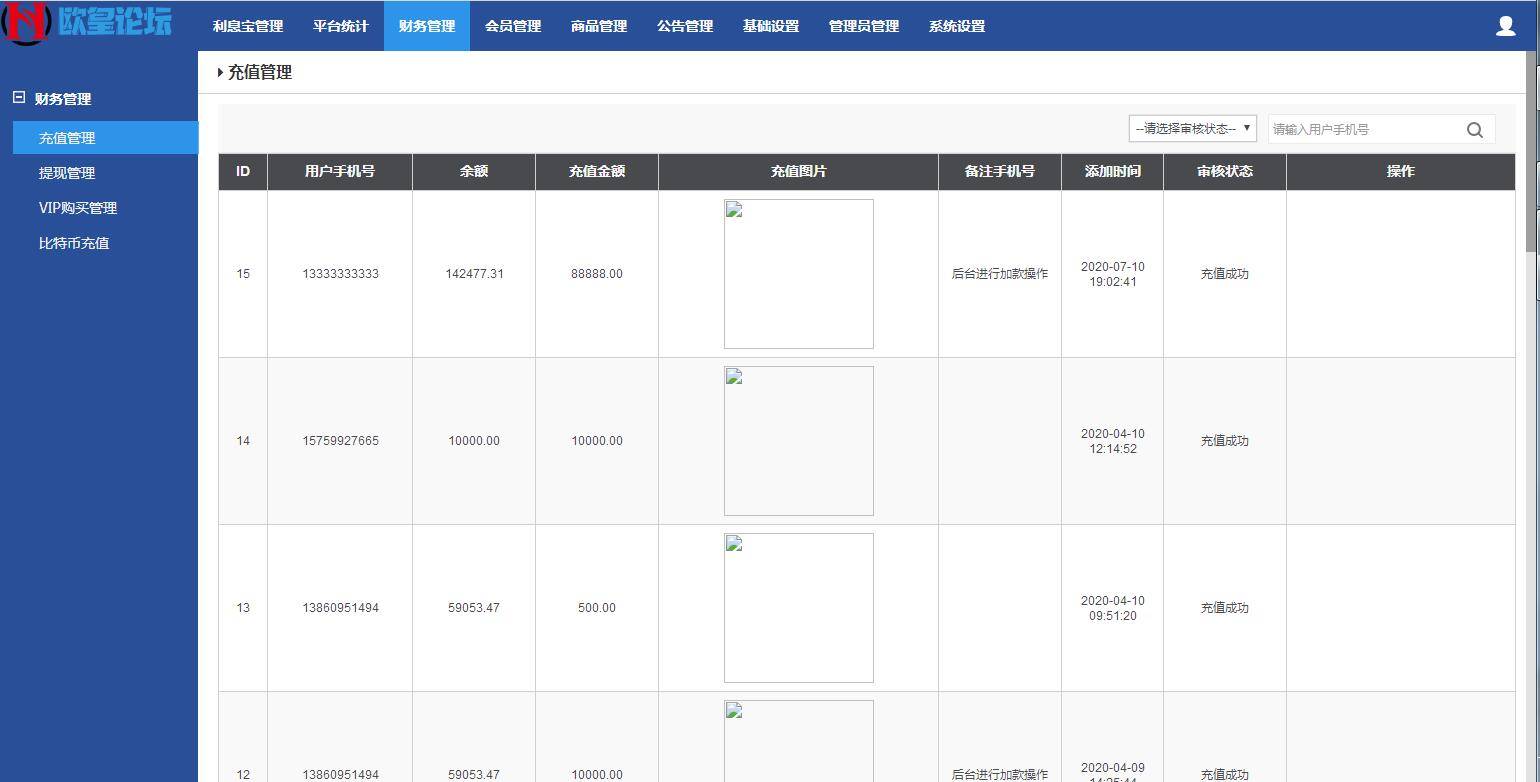 欧皇论坛
利息宝管理 平台统计 财务管理 会员管理 商品管理 公告管理 基础设置 管理员管理 系统设置
财务管理
充值管理
提现管理
VIP购买管理
比特币充值
充值管理
--请选择审核状态-- 请输入用户手机号
ID 用户手机号 余额 充值金额 充值图片 备注手机号 添加时间 审核状态 操作
15 13333333333 142477.31 88888.00 后台进行加款操作 2020-07-10 19:02:41 充值成功
14 15759927665 10000.00 10000.00 2020-04-10 12:14:52 充值成功
13 13860951494 59053.47 500.00 2020-04-10 09:51:20 充值成功
12 13860951494 59053.47 10000.00 后台进行加款操作 2020-04-09 充值成功